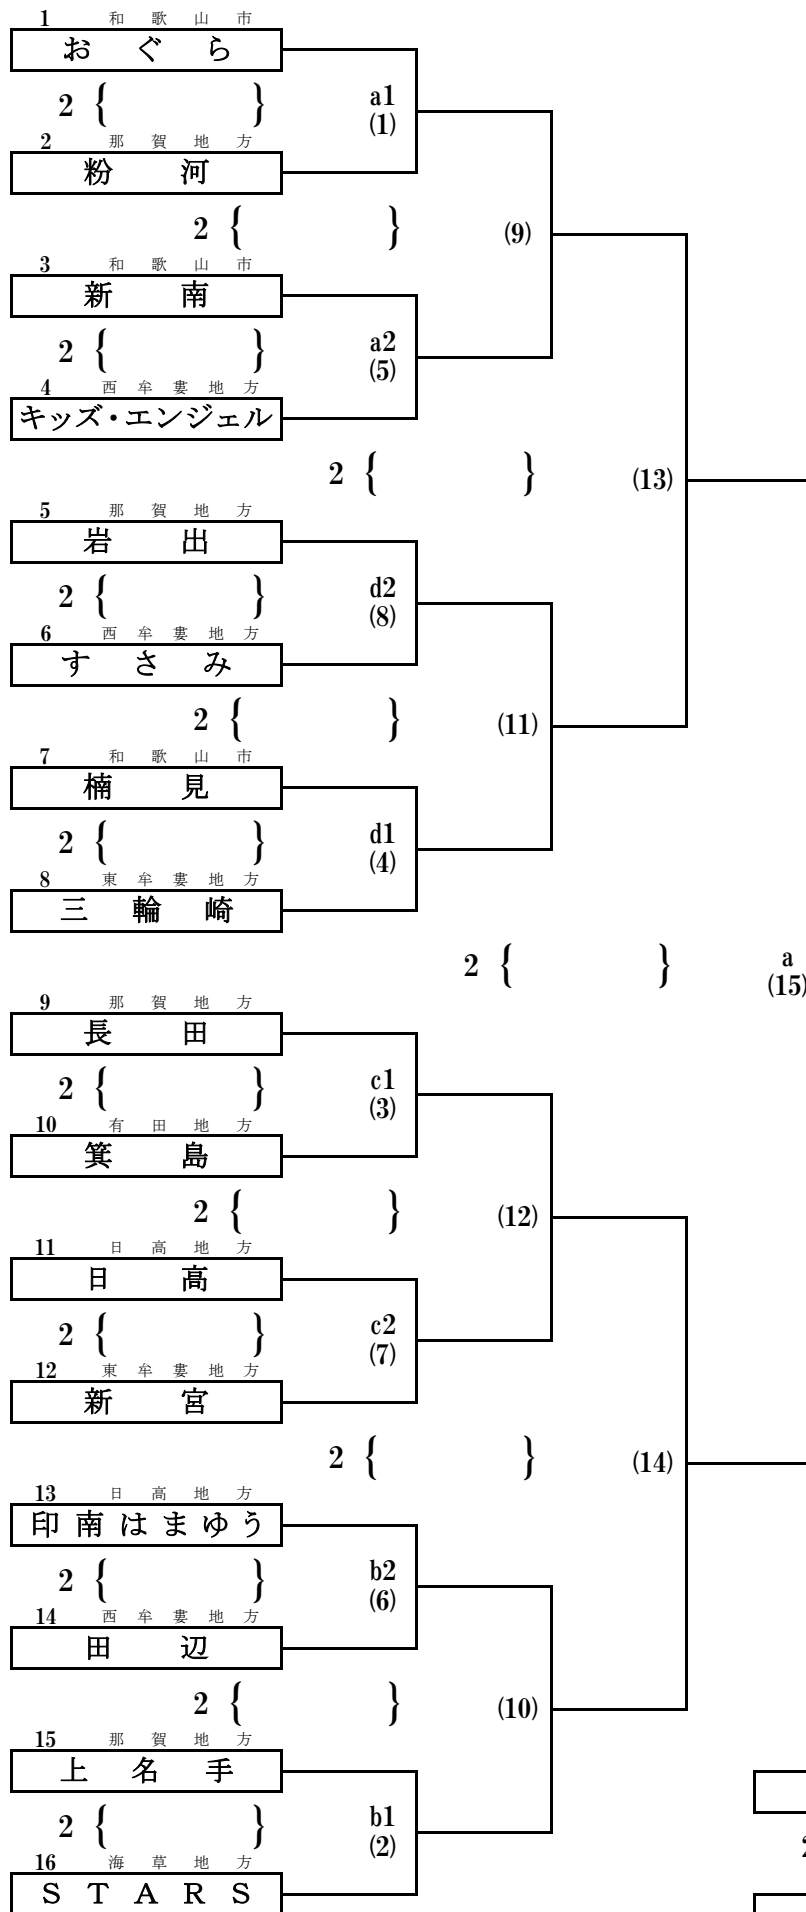 1 和歌山市
おぐら
2 { } a1
(1)
2 那賀地方
粉河
2 { } (9)
3 和歌山市
新南
2 { } a2
(5)
4 西牟婁地方
キッズ・エンジェル
2 { } (13)
5 那賀地方
岩出
2 { } d2
(8)
6 西牟婁地方
すさみ
2 { } (11)
7 和歌山市
楠見
2 { } d1
(4)
8 東牟婁地方
三輪崎
2 { } a
(15)
9 那賀地方
長田
2 { } c1
(3)
10 有田地方
箕島
2 { } (12)
11 日高地方
日高
2 { } c2
(7)
12 東牟婁地方
新宮
2 { } (14)
13 日高地方
印南はまゆう
2 { } b2
(6)
14 西牟婁地方
田辺
2 { } (10)
15 那賀地方
上名手
2 { } b1
(2)
16 海草地方
STARS